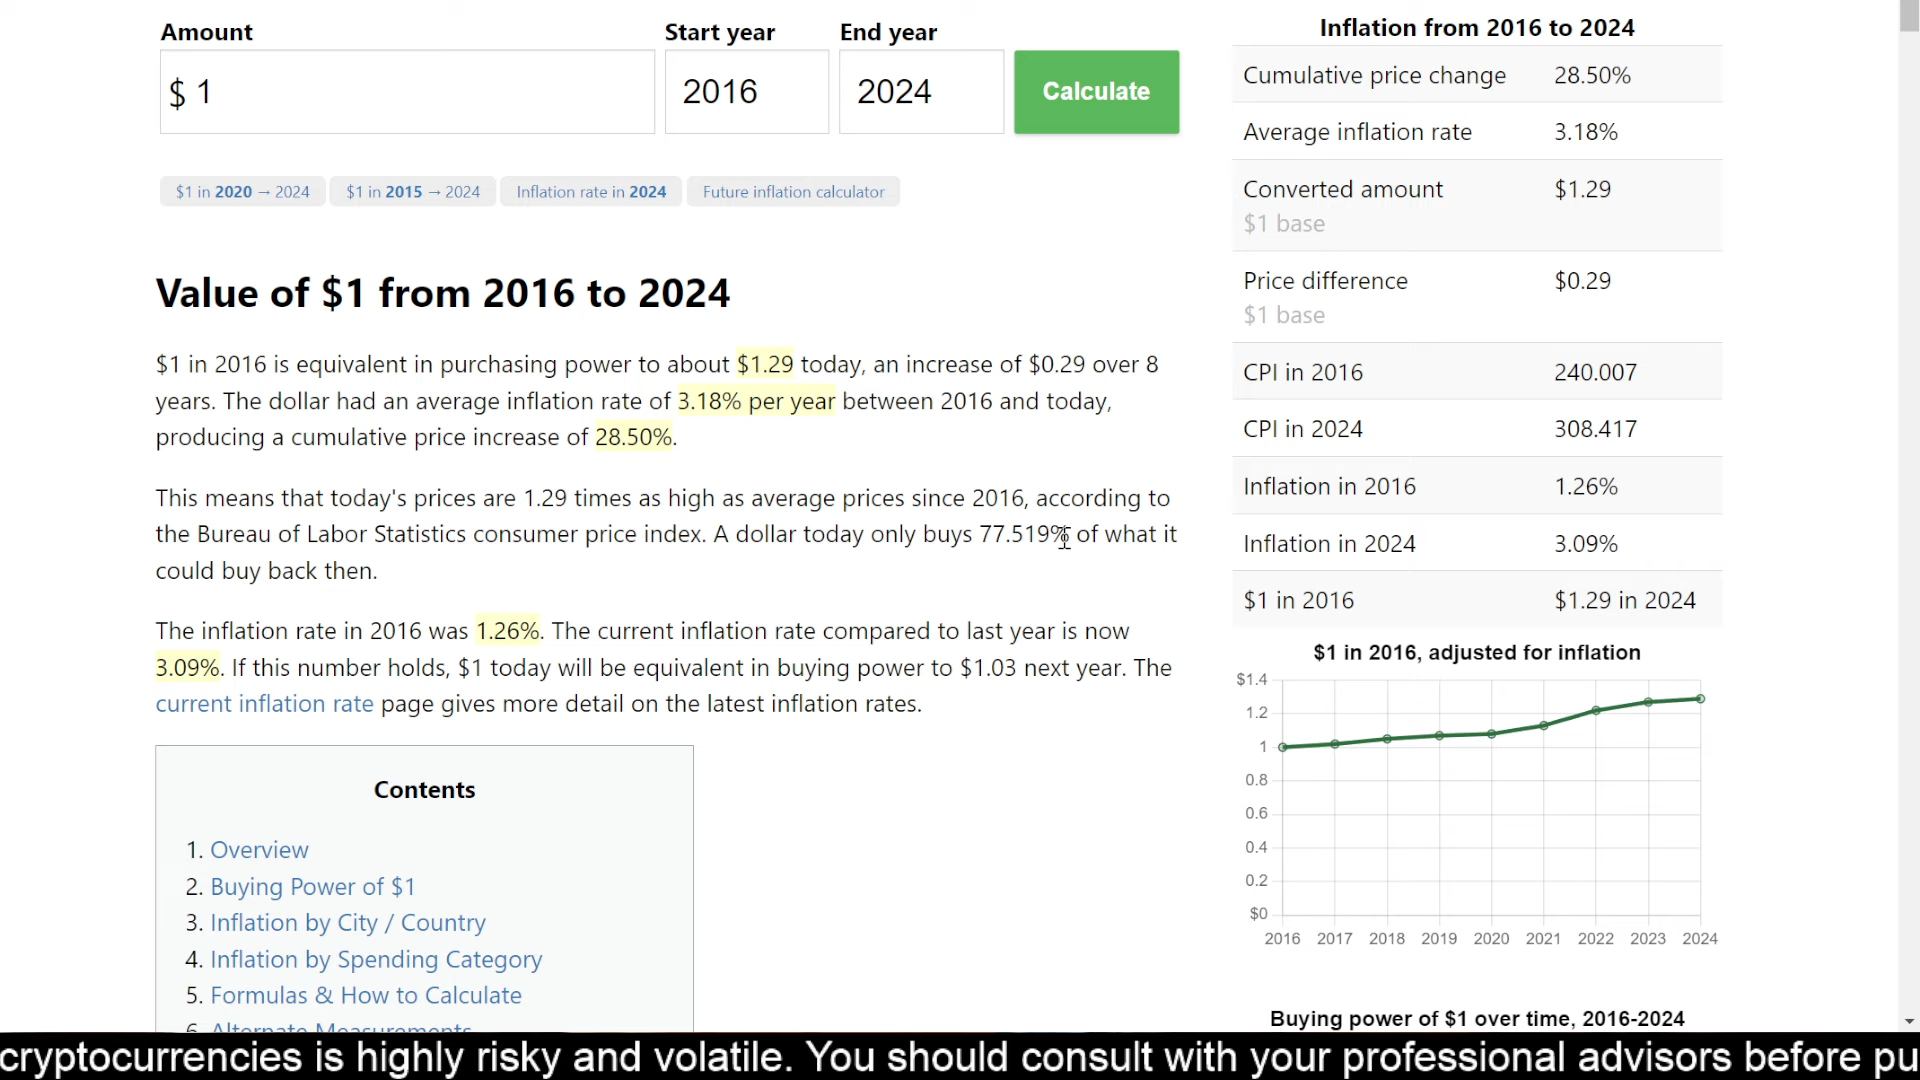 Amount
Start year
End year
$ 1
2016
2024
Calculate
$1 in 2020 → 2024
$1 in 2015 → 2024
Inflation rate in 2024
Future inflation calculator
Value of $1 from 2016 to 2024
$1 in 2016 is equivalent in purchasing power to about $1.29 today, an increase of $0.29 over 8
years. The dollar had an average inflation rate of 3.18% per year between 2016 and today,
producing a cumulative price increase of 28.50%.
This means that today's prices are 1.29 times as high as average prices since 2016, according to
the Bureau of Labor Statistics consumer price index. A dollar today only buys 77.519% of what it
could buy back then.
The inflation rate in 2016 was 1.26%. The current inflation rate compared to last year is now
3.09%. If this number holds, $1 today will be equivalent in buying power to $1.03 next year. The
current inflation rate page gives more detail on the latest inflation rates.
Contents
1. Overview
2. Buying Power of $1
3. Inflation by City / Country
4. Inflation by Spending Category
5. Formulas & How to Calculate
6. Alternate Measurements
Inflation from 2016 to 2024
Cumulative price change 28.50%
Average inflation rate 3.18%
Converted amount $1.29
$1 base
Price difference $0.29
$1 base
CPI in 2016 240.007
CPI in 2024 308.417
Inflation in 2016 1.26%
Inflation in 2024 3.09%
$1 in 2016 $1.29 in 2024
$1 in 2016, adjusted for inflation
$1.4
1.2
1
0.8
0.6
0.4
0.2
$0
2016 2017 2018 2019 2020 2021 2022 2023 2024
Buying power of $1 over time, 2016-2024
cryptocurrencies is highly risky and volatile. You should consult with your professional advisors before pu